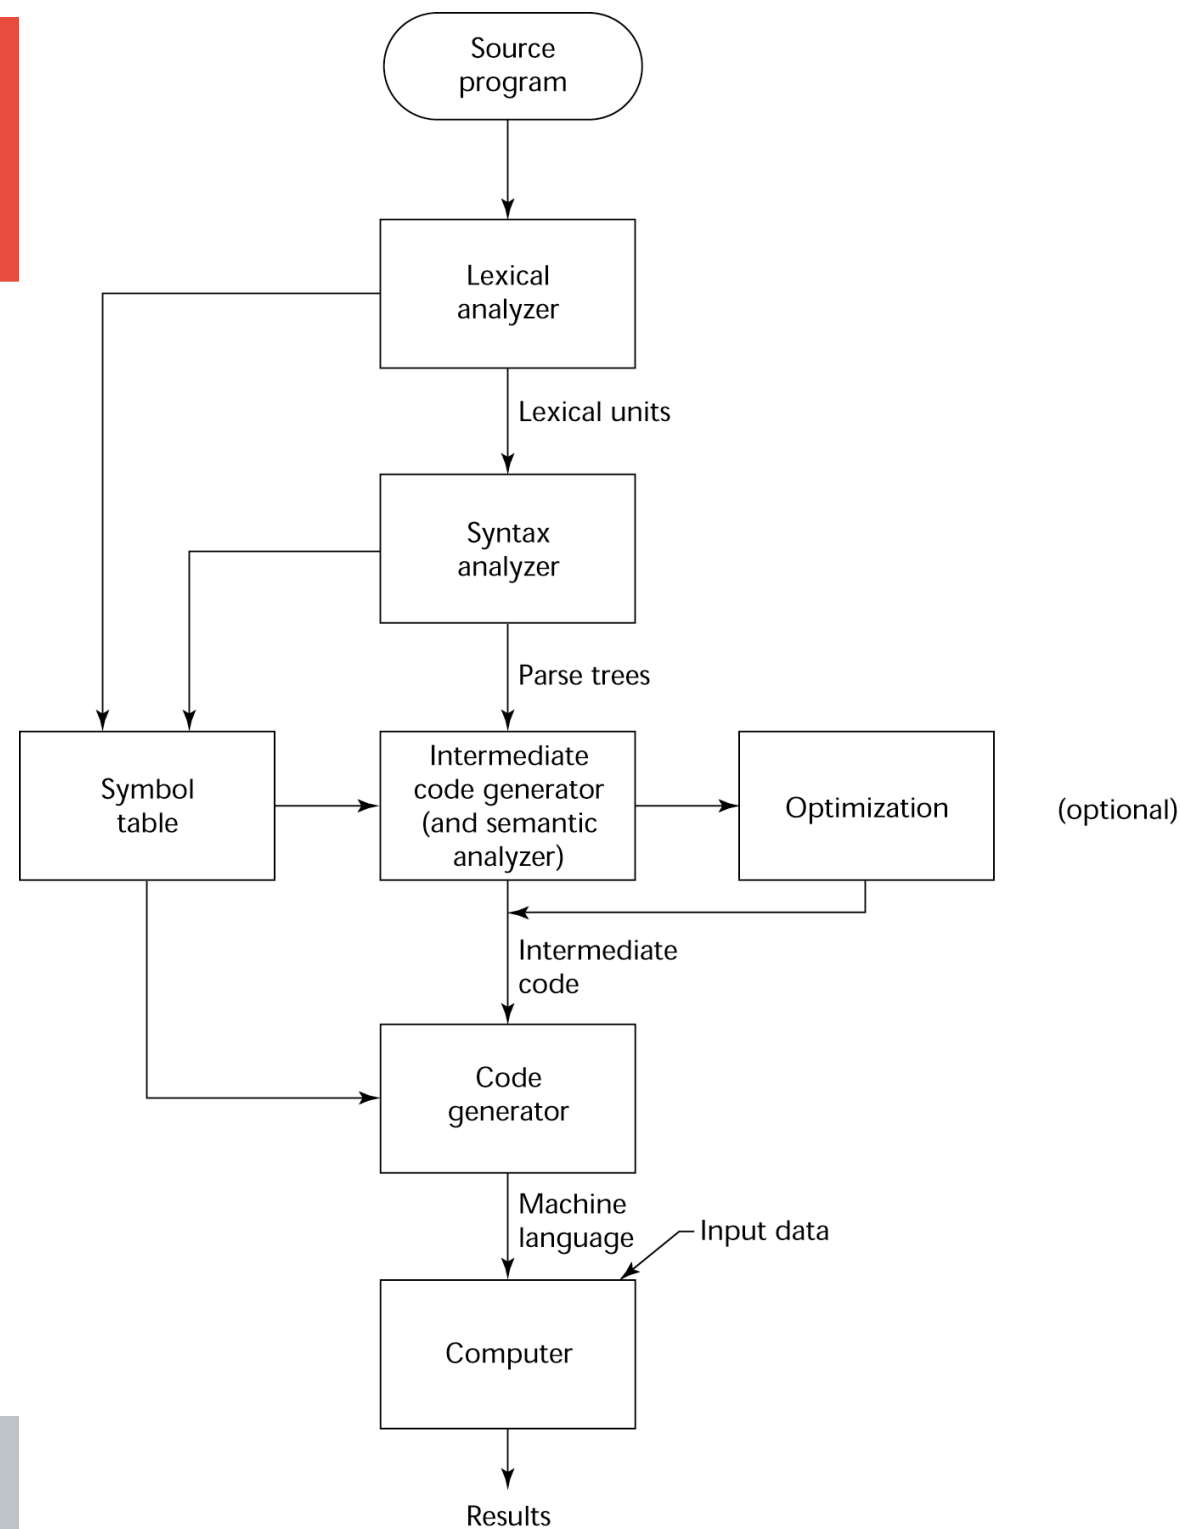 Source
program
Lexical
analyzer
Lexical units
Syntax
analyzer
Parse trees
Symbol
table
Intermediate
code generator
(and semantic
analyzer)
Optimization
(optional)
Intermediate
code
Code
generator
Machine
language
Input data
Computer
Results